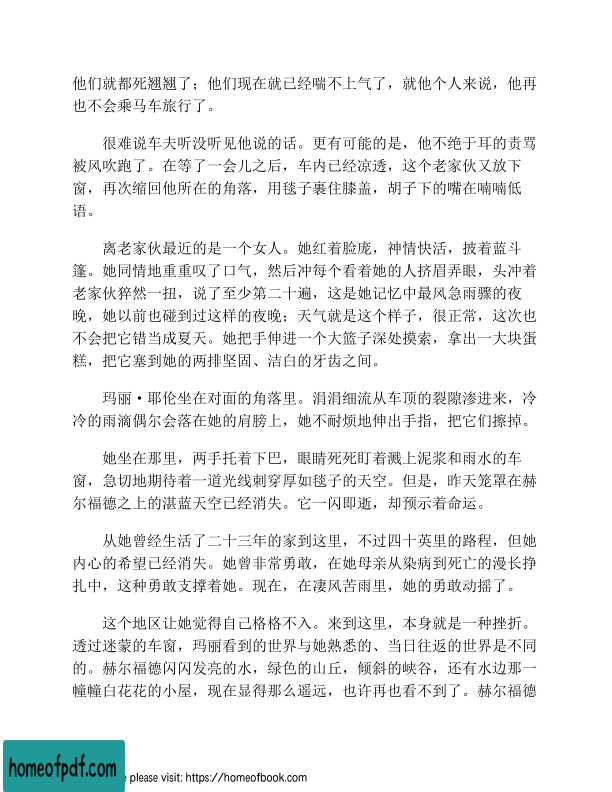 他们就都死翘翘了；他们现在就已经喘不上气了，就他个人来说，他再
也不会乘马车旅行了。
很难说车夫听没听见他说的话。更有可能的是，他不绝于耳的责骂
被风吹跑了。在等了一会儿之后，车内已经凉透，这个老家伙又放下
窗，再次缩回他所在的角落，用毯子裹住膝盖，胡子下的嘴在喃喃低
语。
离老家伙最近的是一个女人。她红着脸庞，神情快活，披着蓝斗
篷。她同情地重重叹了口气，然后冲每个看着她的人挤眉弄眼，头冲着
老家伙猝然一扭，说了至少第二十遍，这是她记忆中最风急雨骤的夜
晚，她以前也碰到过这样的夜晚；天气就是这个样子，很正常，这次也
不会把它错当成夏天。她把手伸进一个大篮子深处摸索，拿出一大块蛋
糕，把它塞到她的两排坚固、洁白的牙齿之间。
玛丽·耶伦坐在对面的角落里。涓涓细流从车顶的裂隙渗进来，冷
冷的雨滴偶尔会落在她的肩膀上，她不耐烦地伸出手指，把它们擦掉。
她坐在那里，两手托着下巴，眼睛死死盯着溅上泥浆和雨水的车
窗，急切地期待着一道光线刺穿厚如毯子的天空。但是，昨天笼罩在赫
尔福德之上的湛蓝天空已经消失。它一闪即逝，却预示着命运。
从她曾经生活了二十三年的家到这里，不过四十英里的路程，但她
内心的希望已经消失。她曾非常勇敢，在她母亲从染病到死亡的漫长挣
扎中，这种勇敢支撑着她。现在，在凄风苦雨里，她的勇敢动摇了。
这个地区让她觉得自己格格不入。来到这里，本身就是一种挫折。
透过迷蒙的车窗，玛丽看到的世界与她熟悉的、当日往返的世界是不同
的。赫尔福德闪闪发亮的水，绿色的山丘，倾斜的峡谷，还有水边那一
幢幢白花花的小屋，现在显得那么遥远，也许再也看不到了。赫尔福德
homeofpdf.com
e please visit: https://homeofbook.com